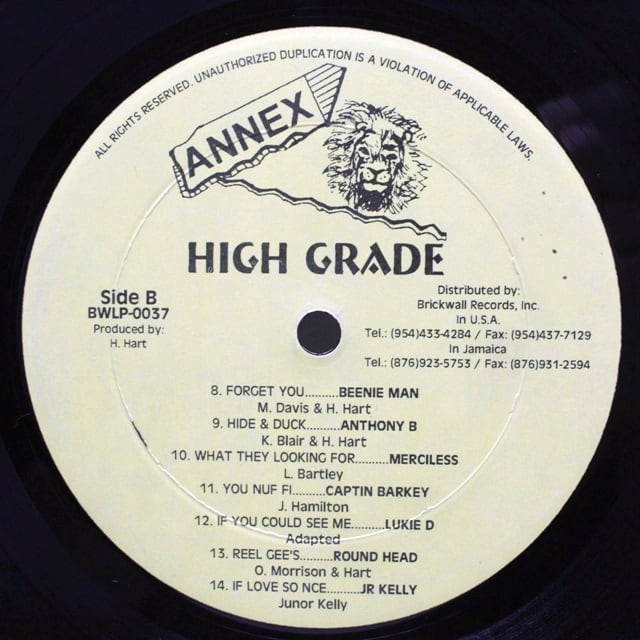 ALL RIGHTS RESERVED. UNAUTHORIZED DUPLICATION IS A VIOLATION OF APPLICABLE LAWS.
ANNEX
HIGH GRADE
Side B
BWLP-0037
Produced by:
H. Hart
Distributed by:
Brickwall Records, Inc.
In U.S.A.
Tel.: (954)433-4284 / Fax: (954)437-7129
In Jamaica
Tel.: (876)923-5753 / Fax: (876)931-2594
8. FORGET YOU..........BEENIE MAN
M. Davis & H. Hart
9. HIDE & DUCK..........ANTHONY B
K. Blair & H. Hart
10. WHAT THEY LOOKING FOR..........MERCILESS
L. Bartley
11. YOU NUF FI..........CAPTIN BARKEY
J. Hamilton
12. IF YOU COULD SEE ME..........LUKIE D
Adapted
13. REEL GEE'S..........ROUND HEAD
O. Morrison & Hart
14. IF LOVE SO NCE..........JR KELLY
Junor Kelly